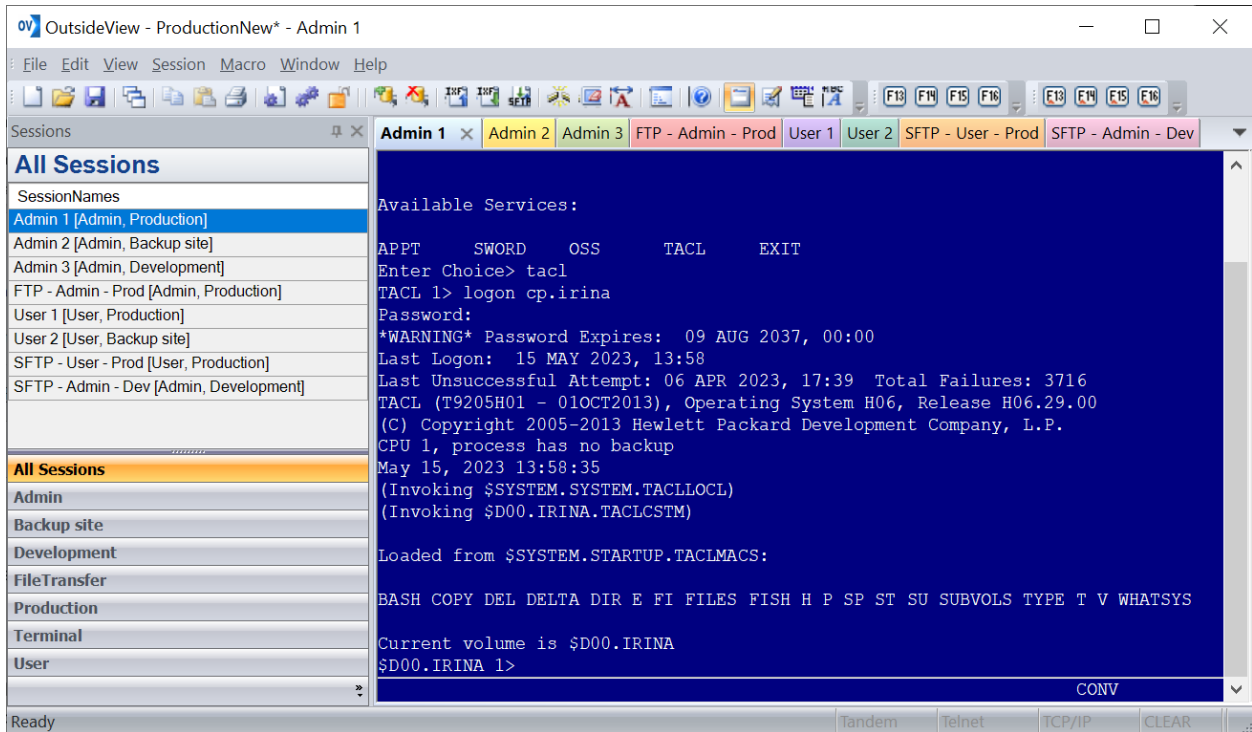 OutsideView - ProductionNew* - Admin 1
File Edit View Session Macro Window Help
F13 F14 F15 F16 F13 F14 F15 F16
Sessions
Admin 1 Admin 2 Admin 3 FTP - Admin - Prod User 1 User 2 SFTP - User - Prod SFTP - Admin - Dev
All Sessions
SessionNames
Admin 1 [Admin, Production]
Admin 2 [Admin, Backup site]
Admin 3 [Admin, Development]
FTP - Admin - Prod [Admin, Production]
User 1 [User, Production]
User 2 [User, Backup site]
SFTP - User - Prod [User, Production]
SFTP - Admin - Dev [Admin, Development]
All Sessions
Admin
Backup site
Development
FileTransfer
Production
Terminal
User
Available Services:
APPT SWORD OSS TACL EXIT
Enter Choice> tacl
TACL 1> logon cp.irina
Password:
*WARNING* Password Expires: 09 AUG 2037, 00:00
Last Logon: 15 MAY 2023, 13:58
Last Unsuccessful Attempt: 06 APR 2023, 17:39 Total Failures: 3716
TACL (T9205H01 - 01OCT2013), Operating System H06, Release H06.29.00
(C) Copyright 2005-2013 Hewlett Packard Development Company, L.P.
CPU 1, process has no backup
May 15, 2023 13:58:35
(Invoking $SYSTEM.SYSTEM.TACLLOCL)
(Invoking $D00.IRINA.TACLCSTM)
Loaded from $SYSTEM.STARTUP.TACLMACS:
BASH COPY DEL DELTA DIR E FI FILES FISH H P SP ST SU SUBVOLS TYPE T V WHATSYS
Current volume is $D00.IRINA
$D00.IRINA 1>
CONV
Ready
Tandem Telnet TCP/IP CLEAR